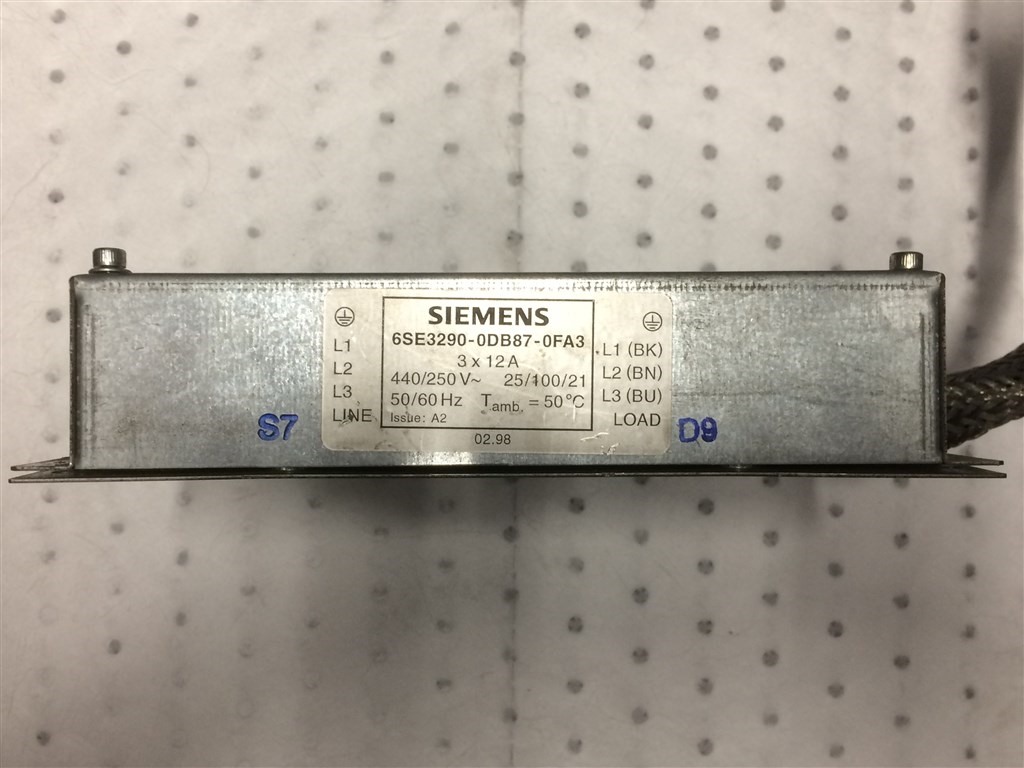 SIEMENS
6SE3290-0DB87-0FA3
3 x 12 A
440/250 V~ 25/100/21
50/60 Hz Tamb. = 50°C
Issue: A2
02.98
L1
L2
L3
LINE
L1 (BK)
L2 (BN)
L3 (BU)
LOAD
S7
D9